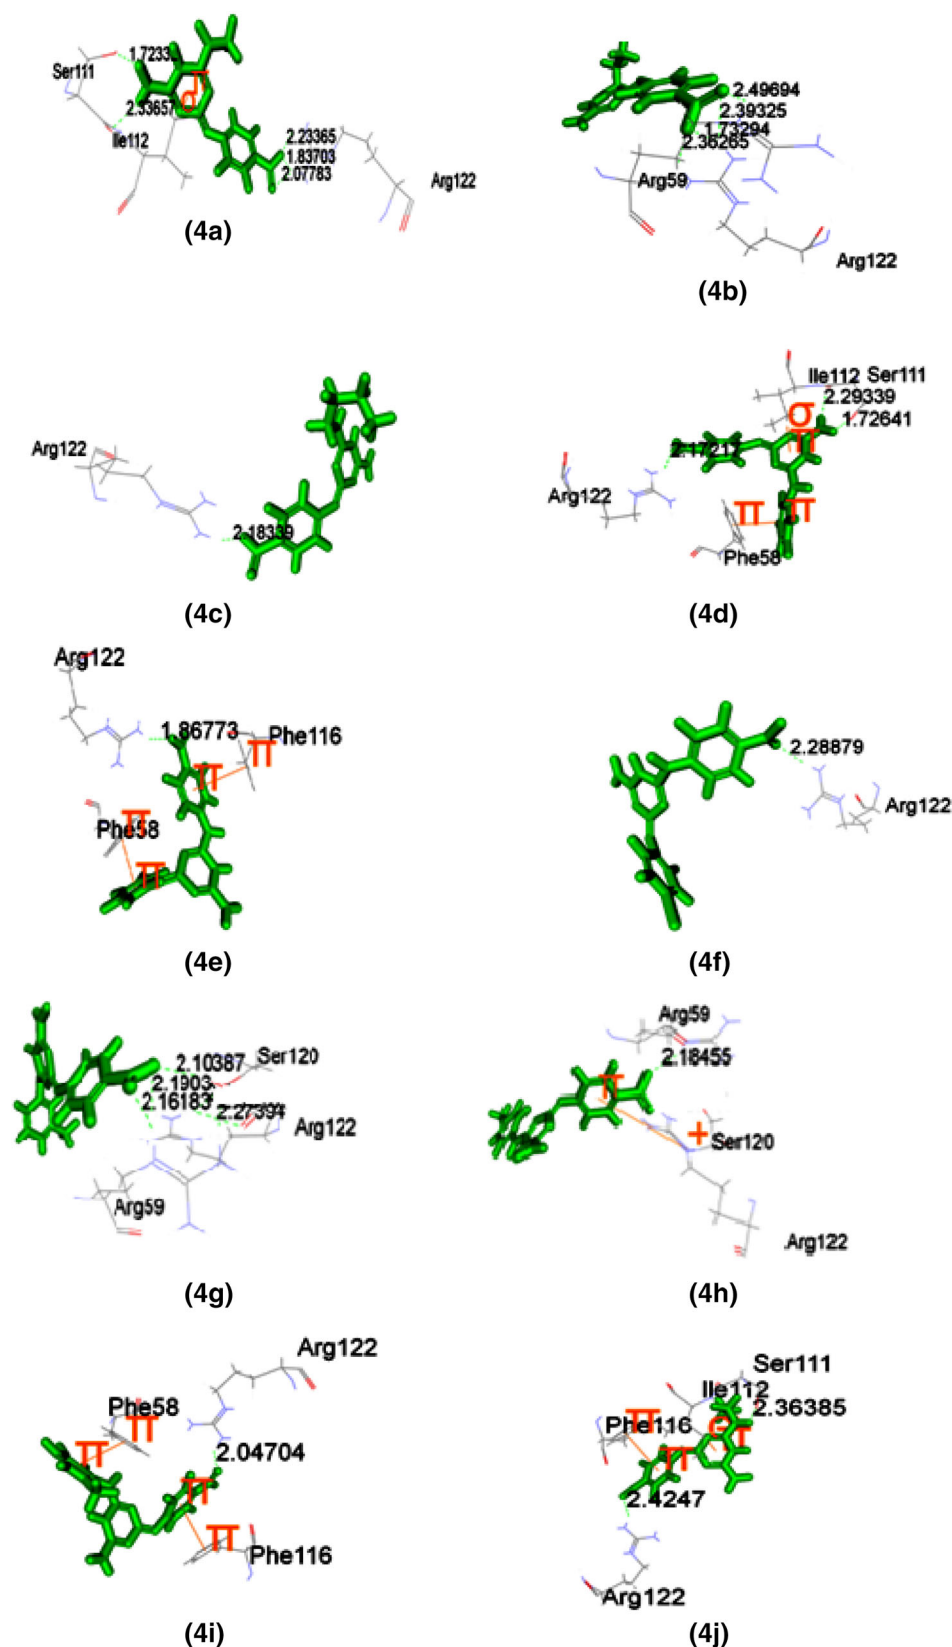 1.7233
Ser111
σ
π
2.33657
Ile112
2.23365
1.83703
2.07783
Arg122
(4a)
2.49694
2.39325
1.73294
2.36265
Arg59
Arg122
(4b)
Arg122
2.18339
(4c)
Ile112
Ser111
2.29339
1.72641
σ
π
2.17217
Arg122
π
π
Phe58
(4d)
Arg122
1.86773
Phe116
π
π
Phe58
π
π
(4e)
2.28879
Arg122
(4f)
2.10387
Ser120
2.1903
2.16183
2.27394
Arg122
Arg59
(4g)
Arg59
2.18455
π
+
Ser120
Arg122
(4h)
Arg122
Phe58
π
π
2.04704
π
π
Phe116
(4i)
Ser111
Ile112
2.36385
Phe116
π
σ
π
π
2.4247
Arg122
(4j)